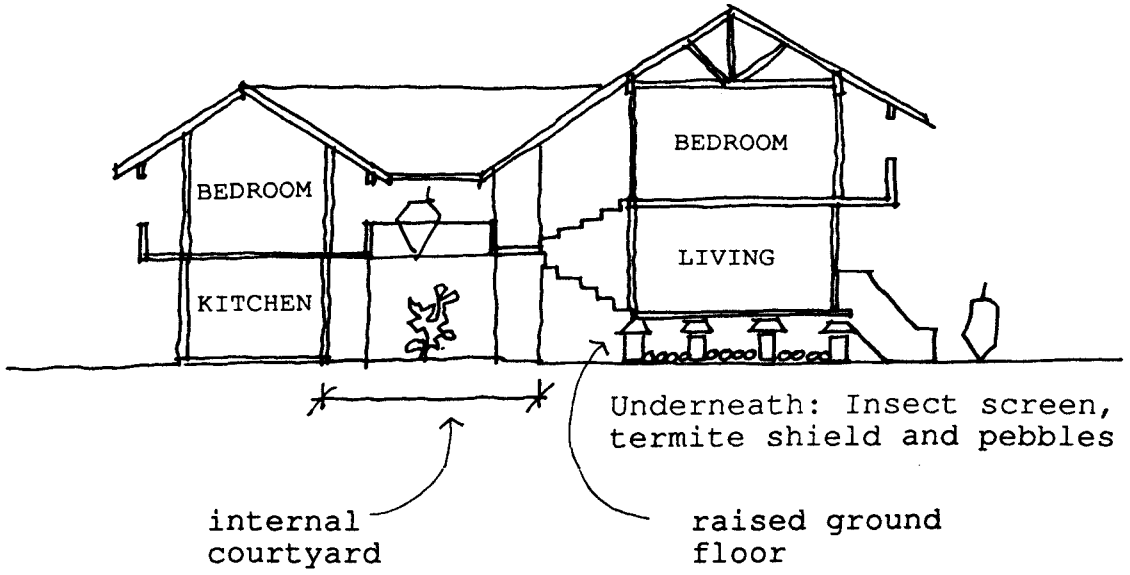 BEDROOM
BEDROOM
LIVING
KITCHEN
Underneath: Insect screen,
termite shield and pebbles
internal
courtyard
raised ground
floor